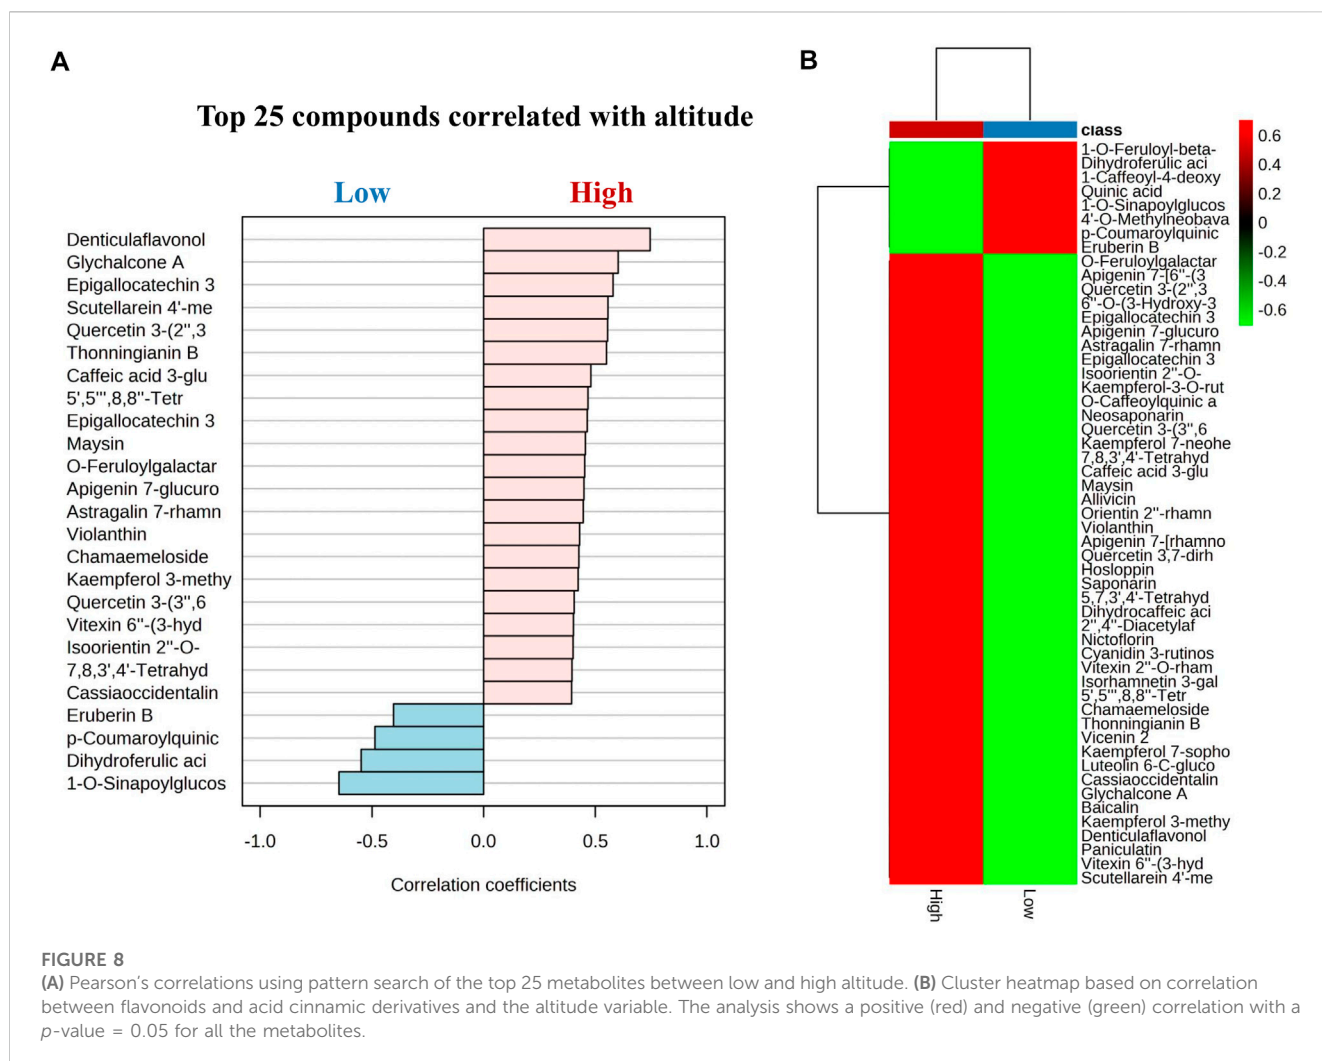 A
Top 25 compounds correlated with altitude
Low
High
Denticulaflavonol
Glychalcone A
Epigallocatechin 3
Scutellarein 4'-me
Quercetin 3-(2'',3
Thonningianin B
Caffeic acid 3-glu
5',5''',8,8''-Tetr
Epigallocatechin 3
Maysin
O-Feruloylgalactar
Apigenin 7-glucuro
Astragalin 7-rhamn
Violanthin
Chamaemeloside
Kaempferol 3-methy
Quercetin 3-(3'',6
Vitexin 6''-(3-hyd
Isoorientin 2''-O-
7,8,3',4'-Tetrahyd
Cassiaoccidentalin
Eruberin B
p-Coumaroylquinic
Dihydroferulic aci
1-O-Sinapoylglucos
-1.0 -0.5 0.0 0.5 1.0
Correlation coefficients
B
class
1-O-Feruloyl-beta-
Dihydroferulic aci
1-Caffeoyl-4-deoxy
Quinic acid
1-O-Sinapoylglucos
4'-O-Methylneobava
p-Coumaroylquinic
Eruberin B
O-Feruloylgalactar
Apigenin 7-[6''-(3
Quercetin 3-(2'',3
6''-O-(3-Hydroxy-3
Epigallocatechin 3
Apigenin 7-glucuro
Astragalin 7-rhamn
Epigallocatechin 3
Isoorientin 2''-O-
Kaempferol-3-O-rut
O-Caffeoylquinic a
Neosaponarin
Quercetin 3-(3'',6
Kaempferol 7-neohe
7,8,3',4'-Tetrahyd
Caffeic acid 3-glu
Maysin
Allivicin
Orientin 2''-rhamn
Violanthin
Apigenin 7-[rhamno
Quercetin 3,7-dirh
Hosloppin
Saponarin
5,7,3',4'-Tetrahyd
Dihydrocaffeic aci
2'',4''-Diacetylaf
Nictoflorin
Cyanidin 3-rutinos
Vitexin 2''-O-rham
Isorhamnetin 3-gal
5',5''',8,8''-Tetr
Chamaemeloside
Thonningianin B
Vicenin 2
Kaempferol 7-sopho
Luteolin 6-C-gluco
Cassiaoccidentalin
Glychalcone A
Baicalin
Kaempferol 3-methy
Denticulaflavonol
Paniculatin
Vitexin 6''-(3-hyd
Scutellarein 4'-me
High
Low
0.6
0.4
0.2
0
-0.2
-0.4
-0.6
FIGURE 8
(A) Pearson's correlations using pattern search of the top 25 metabolites between low and high altitude. (B) Cluster heatmap based on correlation
between flavonoids and acid cinnamic derivatives and the altitude variable. The analysis shows a positive (red) and negative (green) correlation with a
p-value = 0.05 for all the metabolites.